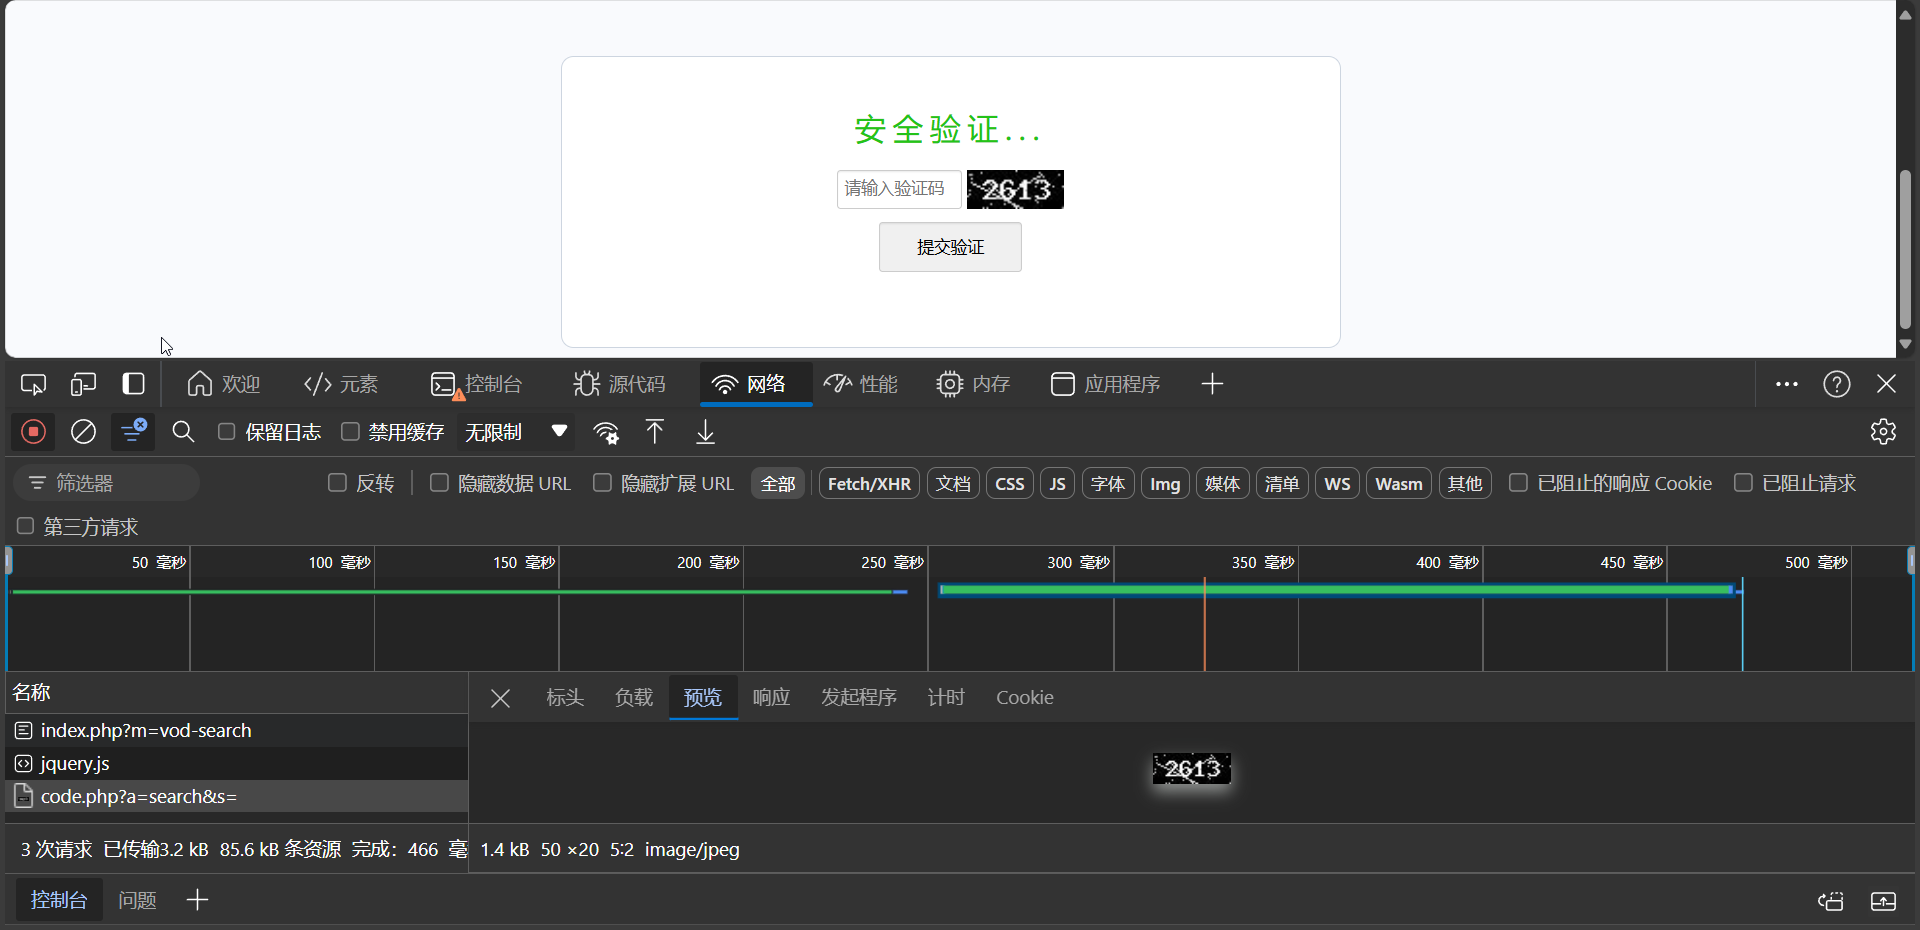 安全验证...
请输入验证码 2613
提交验证
欢迎 元素 控制台 源代码 网络 性能 内存 应用程序
保留日志 禁用缓存 无限制
筛选器 反转 隐藏数据 URL 隐藏扩展 URL 全部 Fetch/XHR 文档 CSS JS 字体 Img 媒体 清单 WS Wasm 其他 已阻止的响应 Cookie 已阻止请求
第三方请求
50 毫秒 100 毫秒 150 毫秒 200 毫秒 250 毫秒 300 毫秒 350 毫秒 400 毫秒 450 毫秒 500 毫秒
名称
index.php?m=vod-search
jquery.js
code.php?a=search&s=
3 次请求 已传输3.2 kB 85.6 kB 条资源 完成：466 毫
标头 负载 预览 响应 发起程序 计时 Cookie
2613
1.4 kB 50 ×20 5:2 image/jpeg
控制台 问题